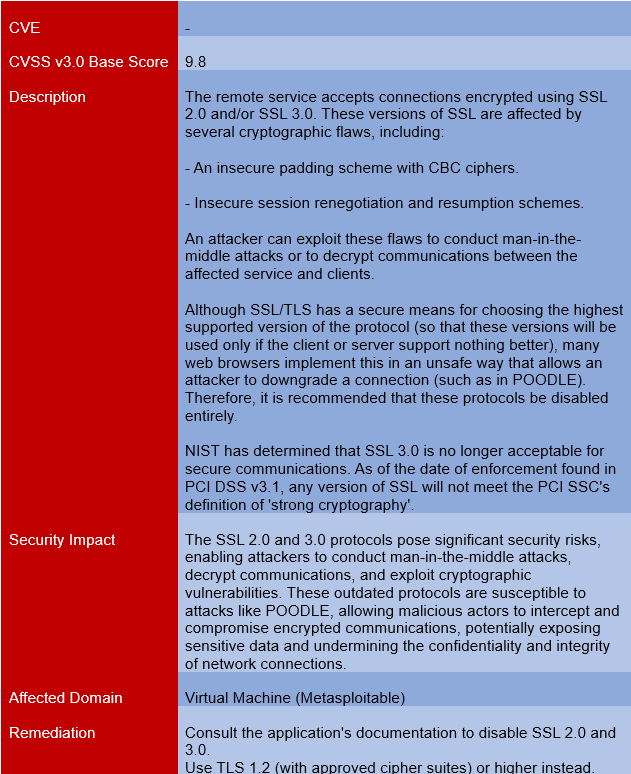 CVE -
CVSS v3.0 Base Score 9.8
Description The remote service accepts connections encrypted using SSL
2.0 and/or SSL 3.0. These versions of SSL are affected by
several cryptographic flaws, including:
- An insecure padding scheme with CBC ciphers.
- Insecure session renegotiation and resumption schemes.
An attacker can exploit these flaws to conduct man-in-the-
middle attacks or to decrypt communications between the
affected service and clients.
Although SSL/TLS has a secure means for choosing the highest
supported version of the protocol (so that these versions will be
used only if the client or server support nothing better), many
web browsers implement this in an unsafe way that allows an
attacker to downgrade a connection (such as in POODLE).
Therefore, it is recommended that these protocols be disabled
entirely.
NIST has determined that SSL 3.0 is no longer acceptable for
secure communications. As of the date of enforcement found in
PCI DSS v3.1, any version of SSL will not meet the PCI SSC's
definition of 'strong cryptography'.
Security Impact The SSL 2.0 and 3.0 protocols pose significant security risks,
enabling attackers to conduct man-in-the-middle attacks,
decrypt communications, and exploit cryptographic
vulnerabilities. These outdated protocols are susceptible to
attacks like POODLE, allowing malicious actors to intercept and
compromise encrypted communications, potentially exposing
sensitive data and undermining the confidentiality and integrity
of network connections.
Affected Domain Virtual Machine (Metasploitable)
Remediation Consult the application's documentation to disable SSL 2.0 and
3.0.
Use TLS 1.2 (with approved cipher suites) or higher instead.